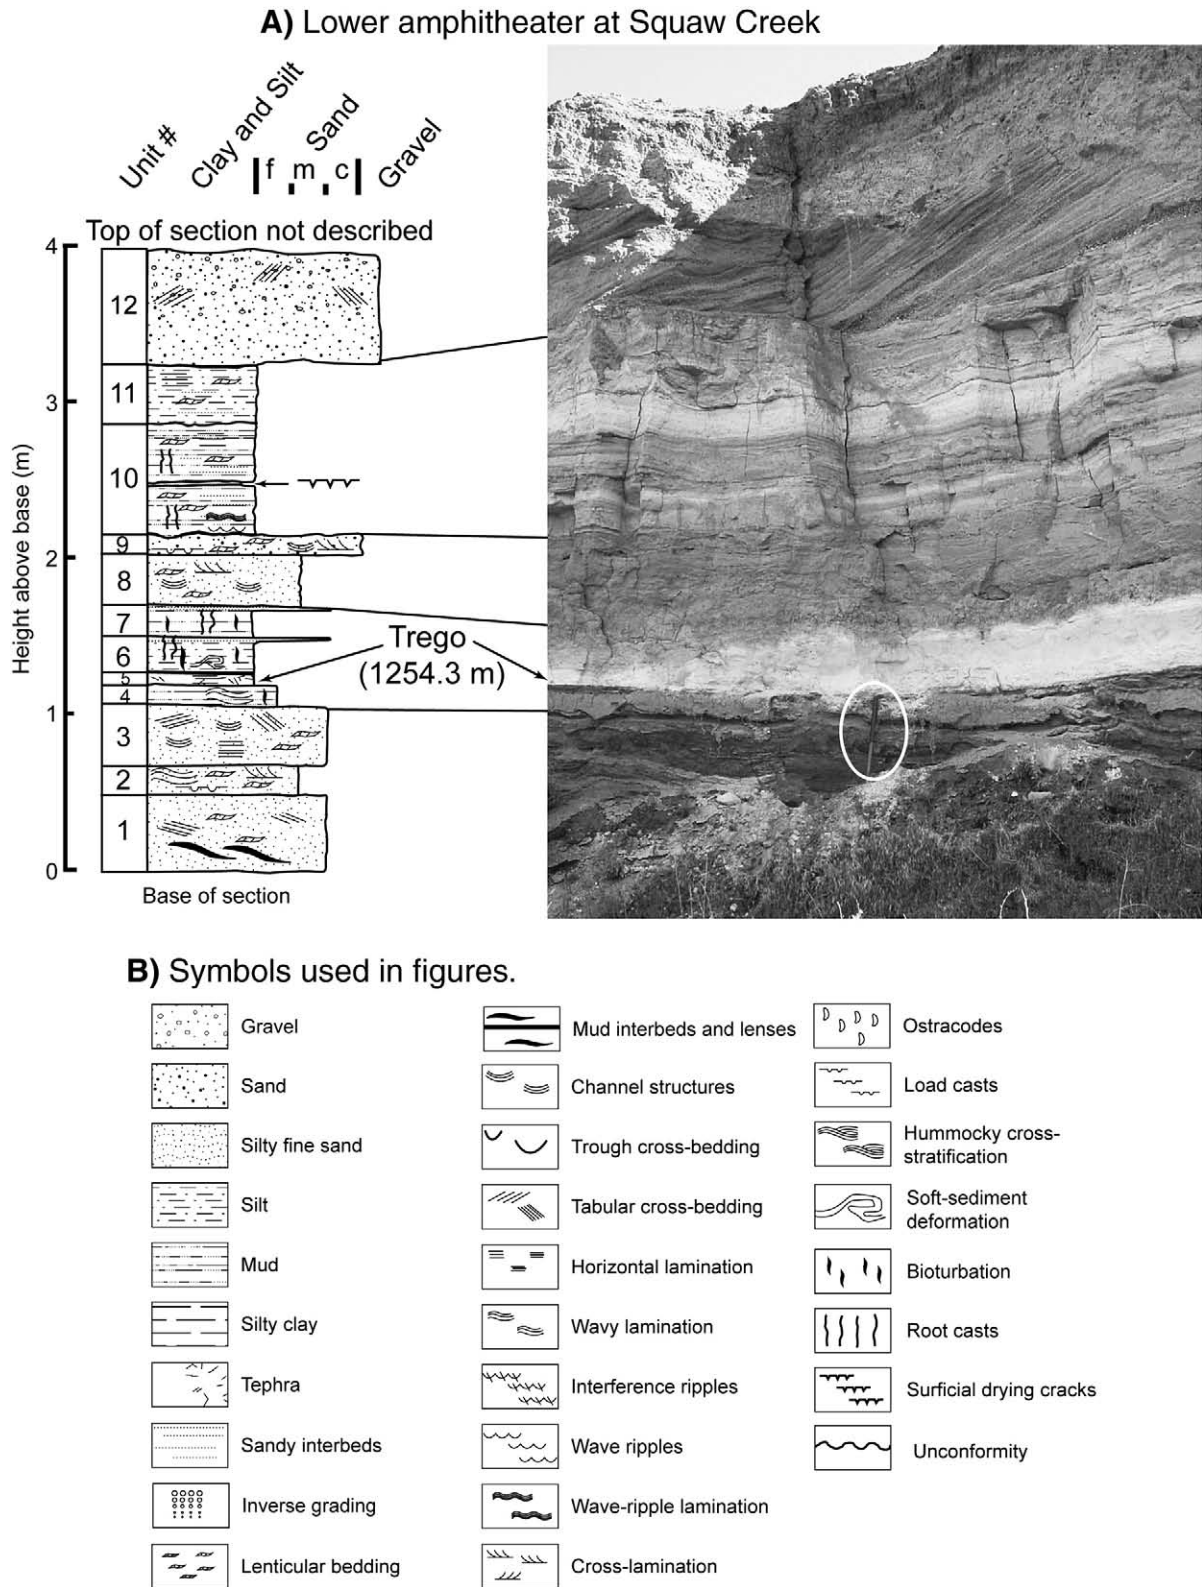 A) Lower amphitheater at Squaw Creek
Unit #
Clay and Silt
Sand
f m c
Gravel
Top of section not described
4
12
11
3
10
9
2
8
7
6
Trego
(1254.3 m)
5
4
1
3
2
1
0
Height above base (m)
Base of section
B) Symbols used in figures.
Gravel
Sand
Silty fine sand
Silt
Mud
Silty clay
Tephra
Sandy interbeds
Inverse grading
Lenticular bedding
Mud interbeds and lenses
Channel structures
Trough cross-bedding
Tabular cross-bedding
Horizontal lamination
Wavy lamination
Interference ripples
Wave ripples
Wave-ripple lamination
Cross-lamination
Ostracodes
Load casts
Hummocky cross-
stratification
Soft-sediment
deformation
Bioturbation
Root casts
Surficial drying cracks
Unconformity